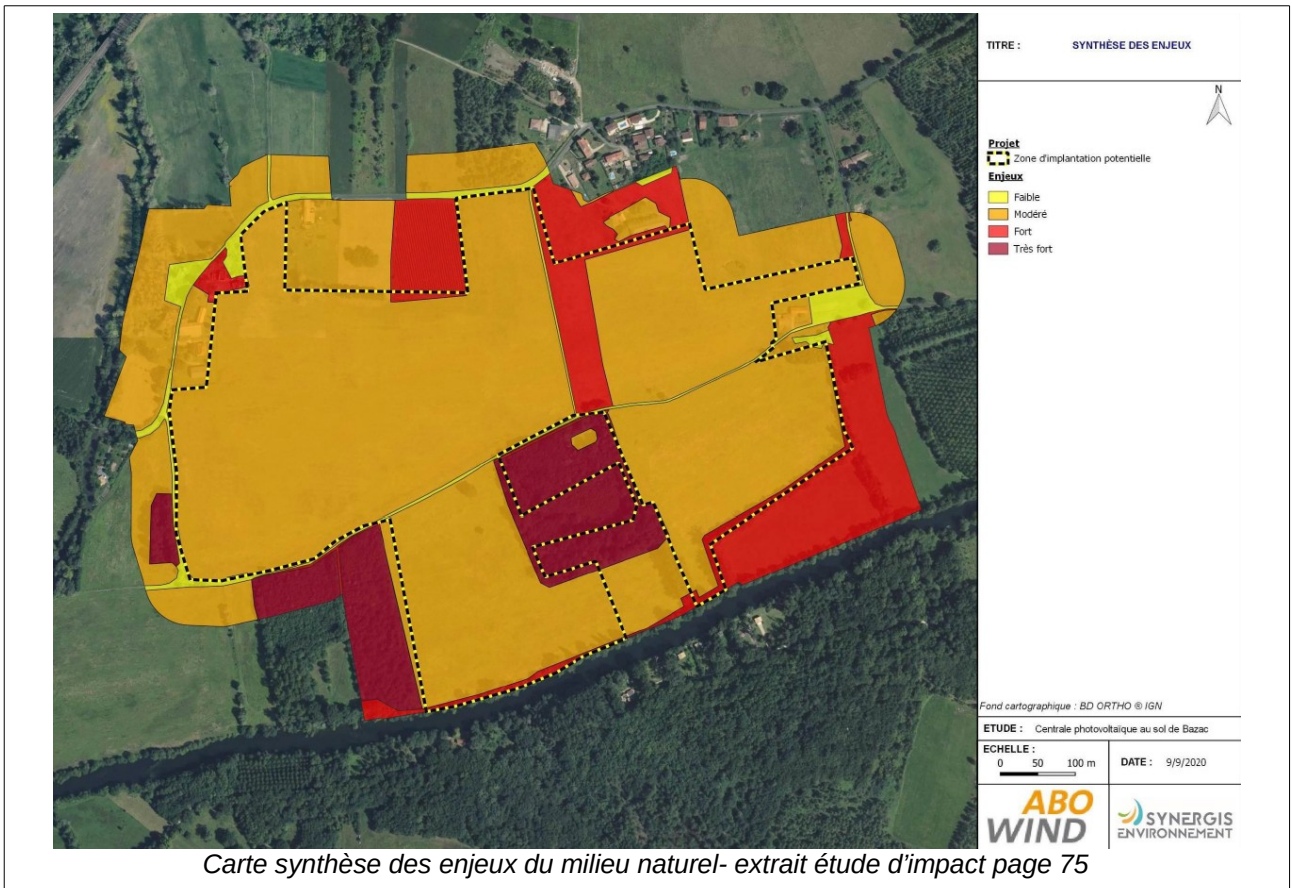 TITRE : SYNTHÈSE DES ENJEUX
N
Projet
Zone d'implantation potentielle
Enjeux
Faible
Modéré
Fort
Très fort
Fond cartographique : BD ORTHO ® IGN
ETUDE : Centrale photovoltaïque au sol de Bazac
ECHELLE :
0 50 100 m
DATE : 9/9/2020
ABO
WIND
SYNERGIS
ENVIRONNEMENT
Carte synthèse des enjeux du milieu naturel- extrait étude d'impact page 75